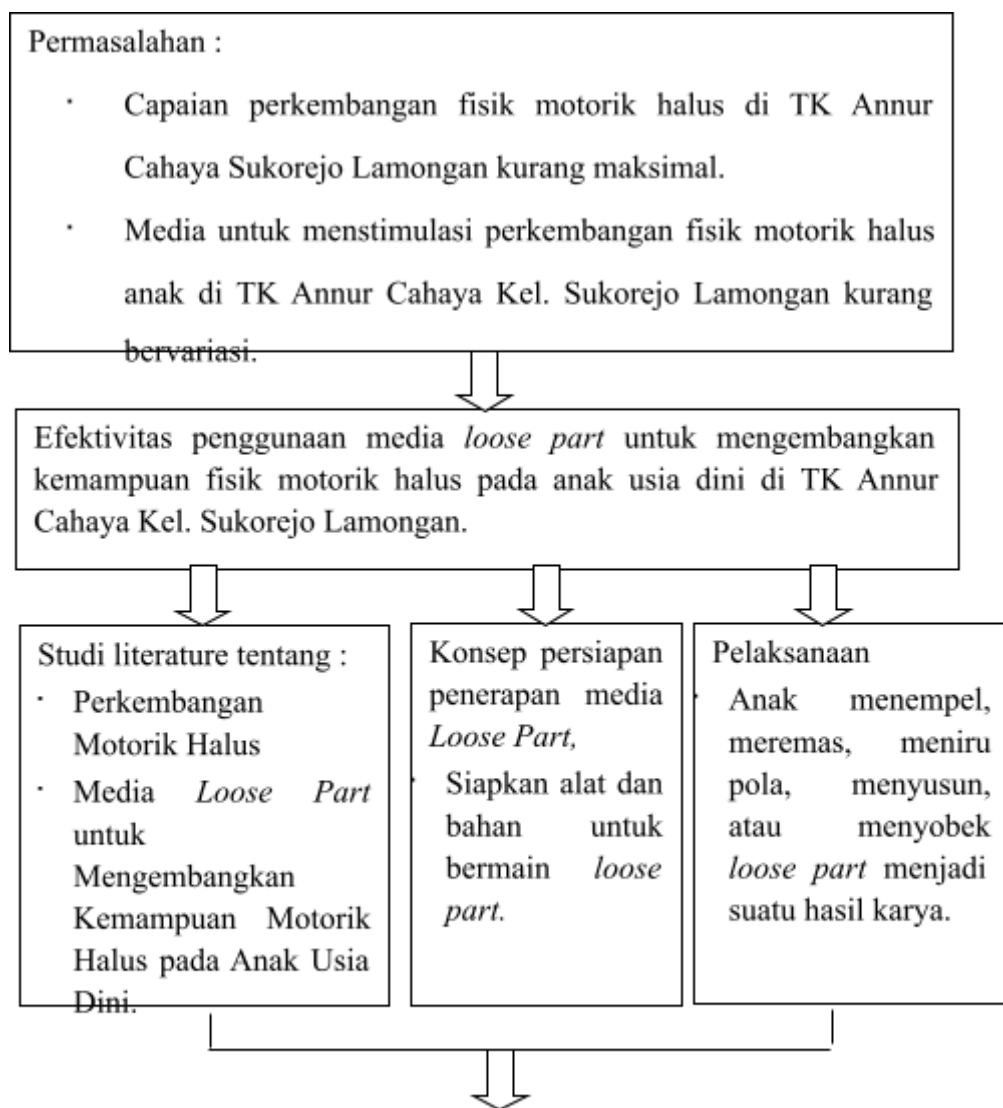 Permasalahan :
· Capaian perkembangan fisik motorik halus di TK Annur
Cahaya Sukorejo Lamongan kurang maksimal.
· Media untuk menstimulasi perkembangan fisik motorik halus
anak di TK Annur Cahaya Kel. Sukorejo Lamongan kurang
bervariasi.
Efektivitas penggunaan media loose part untuk mengembangkan
kemampuan fisik motorik halus pada anak usia dini di TK Annur
Cahaya Kel. Sukorejo Lamongan.
Studi literature tentang :
· Perkembangan
Motorik Halus
· Media Loose Part
untuk
Mengembangkan
Kemampuan Motorik
Halus pada Anak Usia
Dini.
Konsep persiapan
penerapan media
Loose Part,
· Siapkan alat dan
bahan untuk
bermain loose
part.
Pelaksanaan
· Anak menempel,
meremas, meniru
pola, menyusun,
atau menyobek
loose part menjadi
suatu hasil karya.